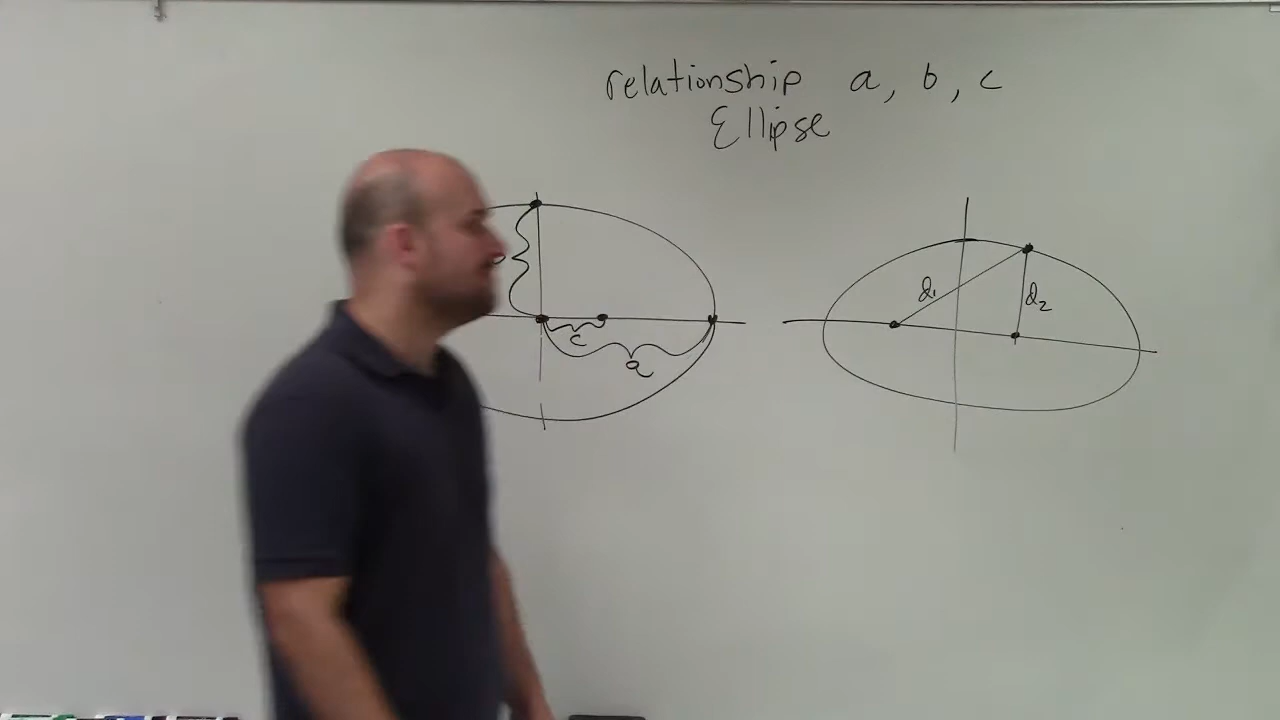 relationship a, b, c
Ellipse
c
a
d1
d2